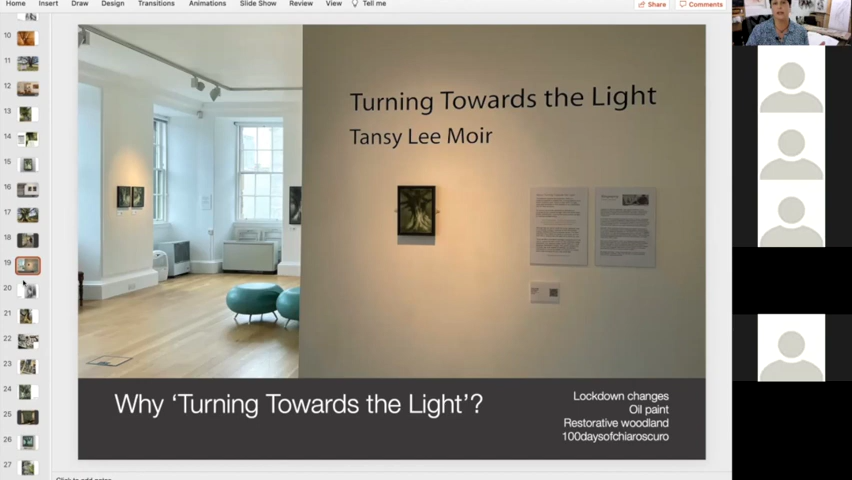 Home Insert Draw Design Transitions Animations Slide Show Review View Tell me Share Comments
10
11
12
13
14
15
16
17
18
19
20
21
22
23
24
25
26
27
Turning Towards the Light
Tansy Lee Moir
Why ‘Turning Towards the Light’?
Lockdown changes
Oil paint
Restorative woodland
100daysofchiaroscuro
Click to add notes